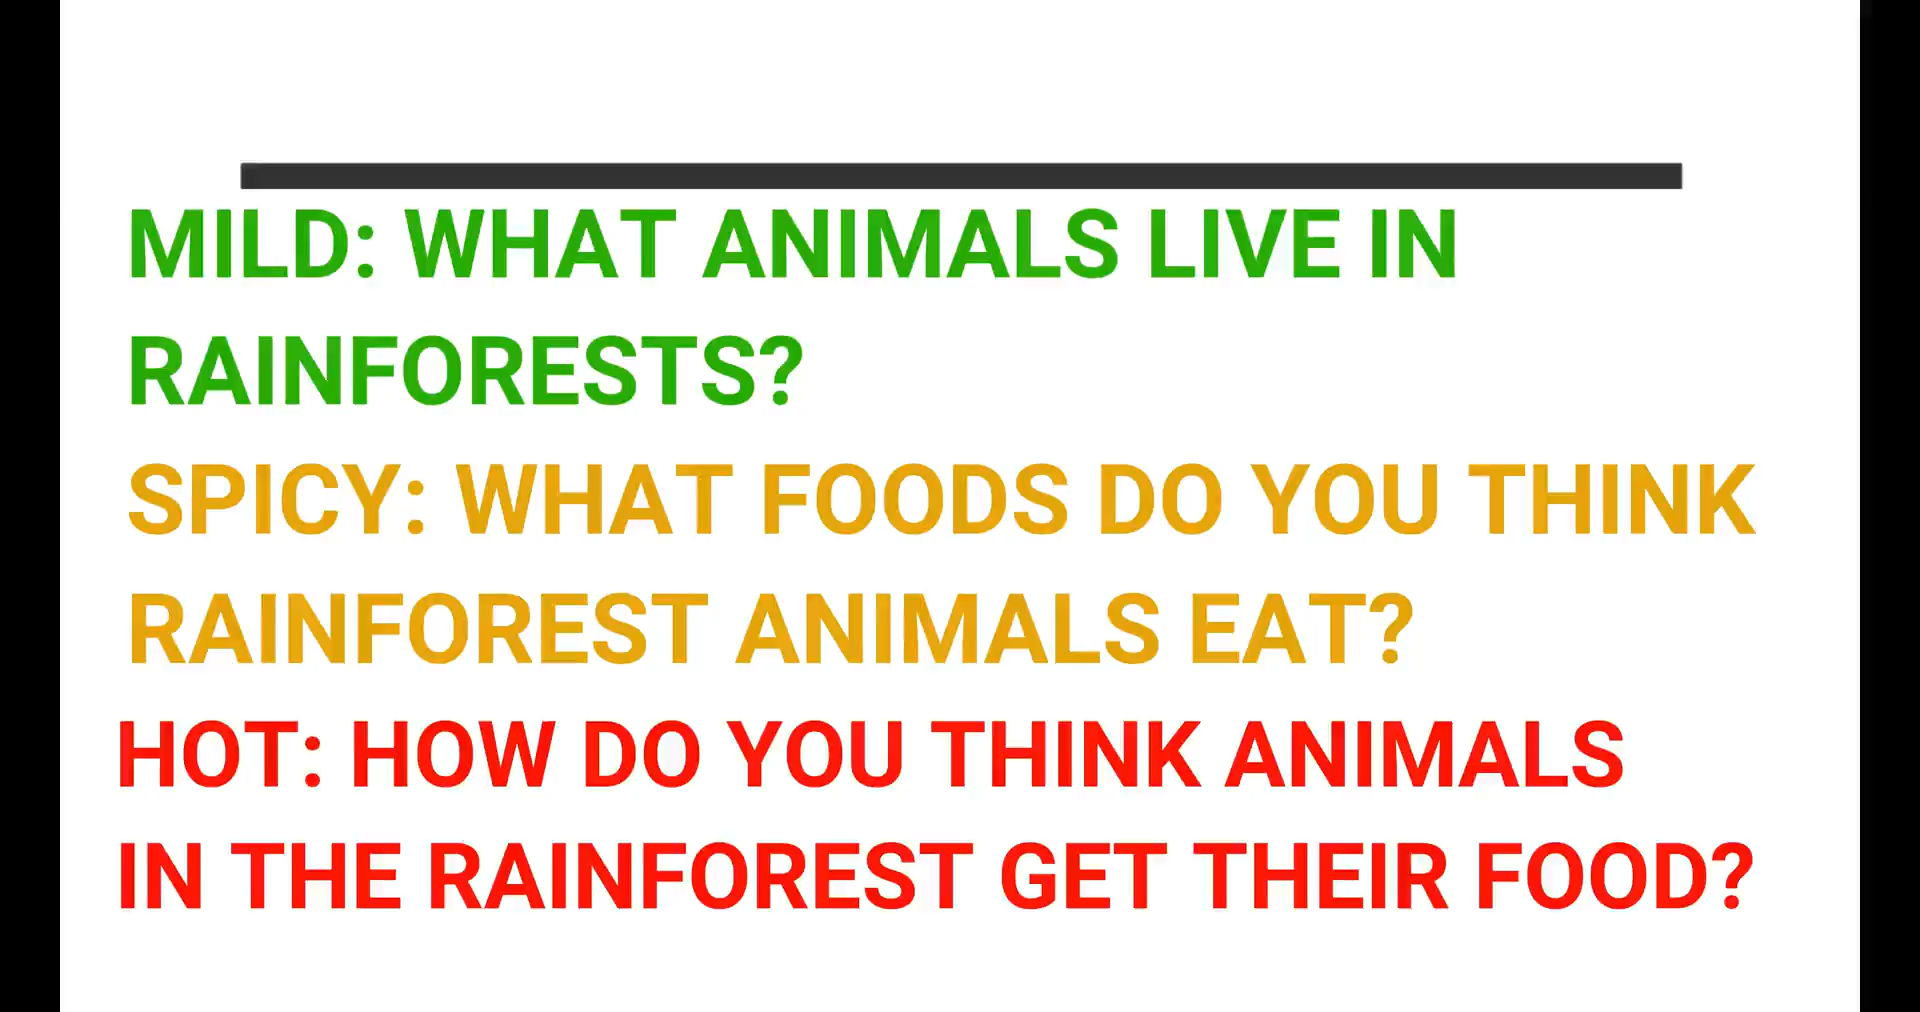 MILD: WHAT ANIMALS LIVE IN
RAINFORESTS?
SPICY: WHAT FOODS DO YOU THINK
RAINFOREST ANIMALS EAT?
HOT: HOW DO YOU THINK ANIMALS
IN THE RAINFOREST GET THEIR FOOD?